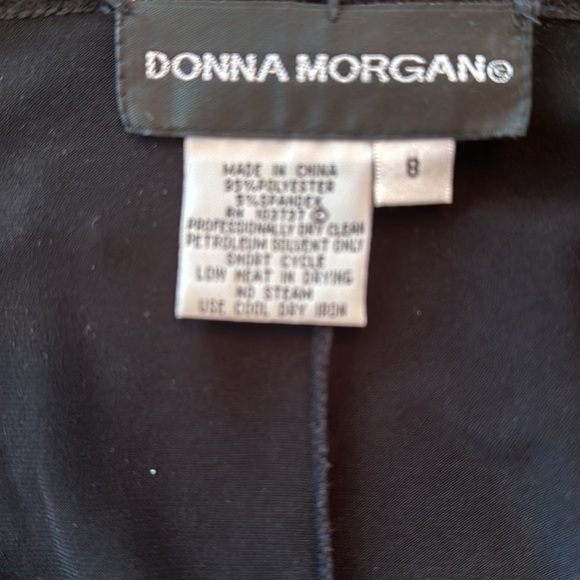 DONNA MORGAN®
8
MADE IN CHINA
95%POLYESTER
5%SPANDEX
RN 103737 ©
PROFESSIONALLY DRY CLEAN
PETROLEUM SOLVENT ONLY
SHORT CYCLE
LOW HEAT IN DRYING
NO STEAM
USE COOL DRY IRON